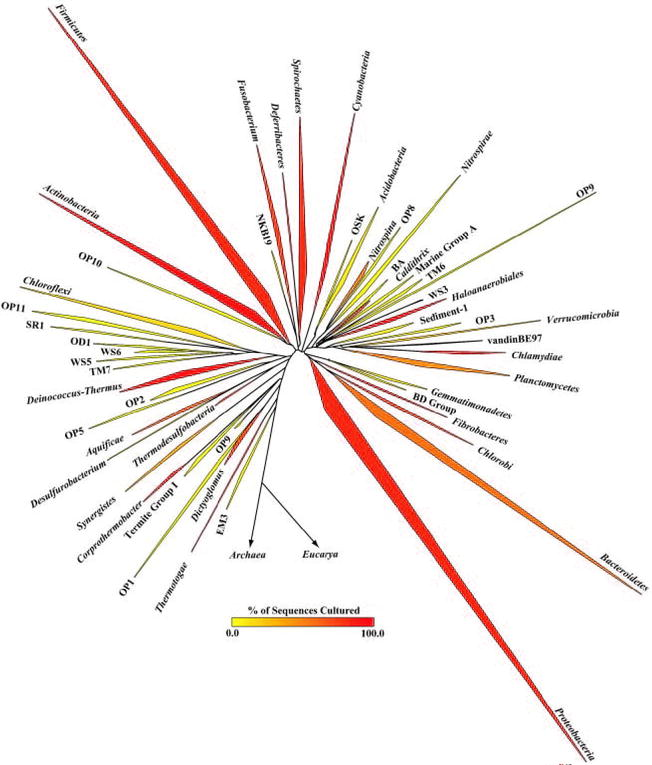 Firmicutes
Spirochaetes
Cyanobacteria
Fusobacterium
Deferribacteres
NKB19
OSK
Acidobacteria
OP8
Nitrospina
Nitrospirae
BA
Caldithrix
Marine Group A
TM6
OP9
WS3
Haloanaerobiales
Sediment-1
OP3
Verrucomicrobia
vandinBE97
Chlamydiae
Planctomycetes
Gemmatimonadetes
BD Group
Fibrobacteres
Chlorobi
Bacteroidetes
Proteobacteria
Actinobacteria
OP10
Chloroflexi
OP11
SR1
OD1
WS6
WS5
TM7
Deinococcus-Thermus
OP2
OP5
Aquificae
Thermodesulfobacteria
Desulfurobacterium
Synergistes
Corprothermobacter
Termite Group I
OP9
Dictyoglomus
EM3
OP1
Thermotogae
Archaea
Eucarya
% of Sequences Cultured
0.0 100.0